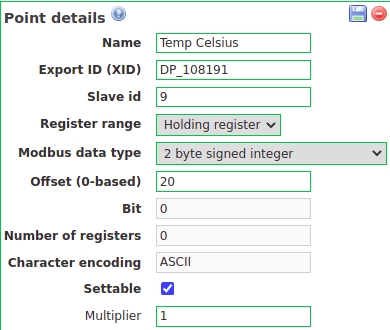 Point details
Name Temp Celsius
Export ID (XID) DP_108191
Slave id 9
Register range Holding register
Modbus data type 2 byte signed integer
Offset (0-based) 20
Bit 0
Number of registers 0
Character encoding ASCII
Settable
Multiplier 1